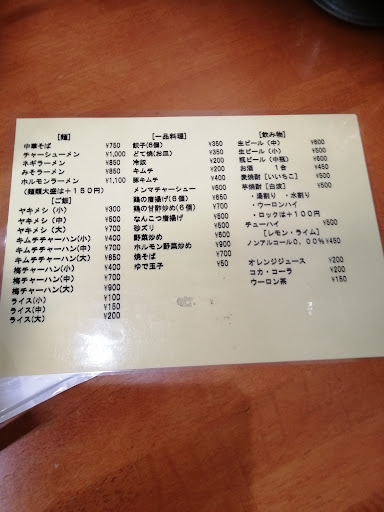 [麺]
中華そば ¥750
チャーシューメン ¥1,000
ネギラーメン ¥850
みそラーメン ¥850
ホルモンラーメン ¥1,100
(麺類大盛は+150円)
[ご飯]
ヤキメシ (小) ¥300
ヤキメシ (中) ¥500
ヤキメシ (大) ¥700
キムチチャーハン(小) ¥400
キムチチャーハン(中) ¥700
キムチチャーハン(大) ¥900
梅チャーハン(小) ¥400
梅チャーハン(中) ¥700
梅チャーハン(大) ¥900
ライス(小) ¥100
ライス(中) ¥150
ライス(大) ¥200
[一品料理]
餃子(6個) ¥350
どて焼(お皿) ¥350
冷奴
キムチ
豚キムチ ¥400
メンマチャーシュー ¥600
鶏の唐揚げ(6個) ¥650
鶏の甘酢炒め(6個) ¥700
なんこつ唐揚げ ¥500
砂ズリ ¥500
野菜炒め ¥600
ホルモン野菜炒め ¥900
焼そば ¥700
ゆで玉子 ¥50
[飲み物]
生ビール (中) ¥600
生ビール (小) ¥500
瓶ビール (中瓶) ¥600
お酒 1合 ¥450
麦焼酎 [いいちこ] ¥500
芋焼酎 [白波] ¥500
・湯割り ・水割り
・ウーロンハイ
・ロックは+100円
チューハイ ¥500
[レモン・ライム]
ノンアルコール0.00% ¥450
オレンジジュース ¥200
コカ・コーラ ¥200
ウーロン茶 ¥200